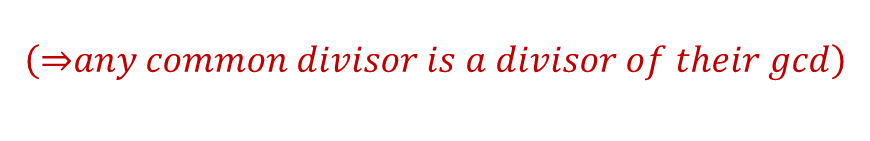 (⇒any common divisor is a divisor of their gcd)